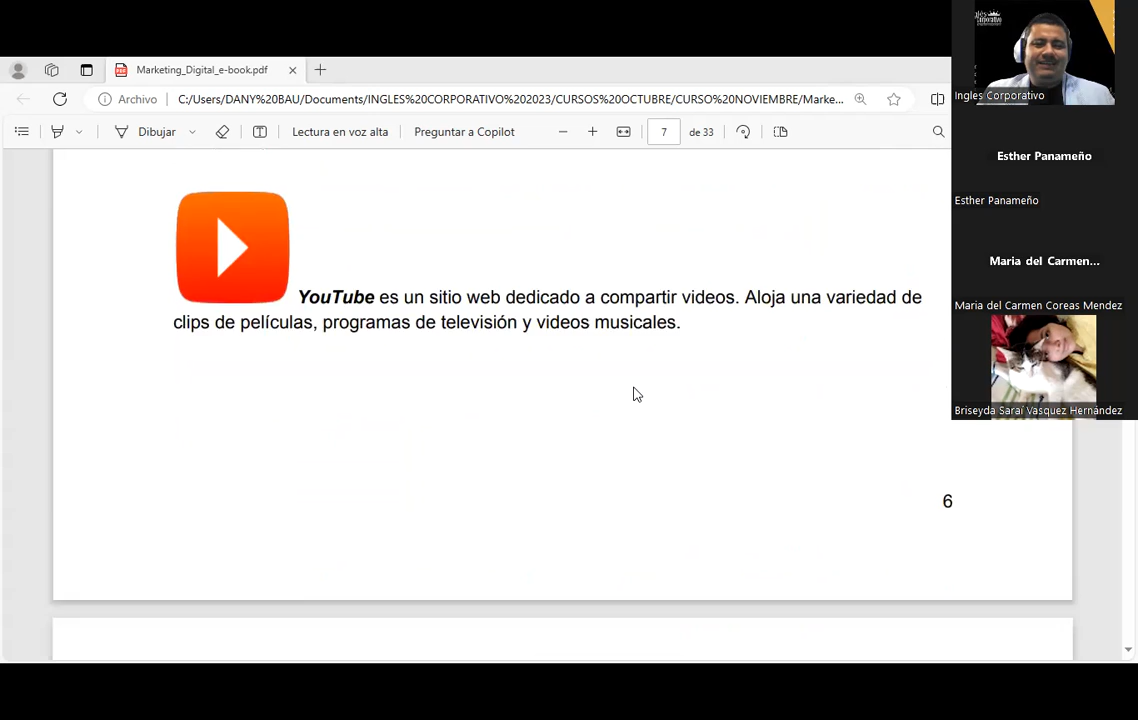 Marketing_Digital_e-book.pdf
Archivo
C:/Users/DANY%20BAU/Documents/INGLES%20CORPORATIVO%202023/CURSOS%20OCTUBRE/CURSO%20NOVIEMBRE/Marke...
Dibujar
Lectura en voz alta
Preguntar a Copilot
7
de 33
YouTube es un sitio web dedicado a compartir videos. Aloja una variedad de
clips de películas, programas de televisión y videos musicales.
6
Ingles Corporativo
Esther Panameño
Esther Panameño
Maria del Carmen...
Maria del Carmen Coreas Mendez
Briseyda Saraí Vasquez Hernández